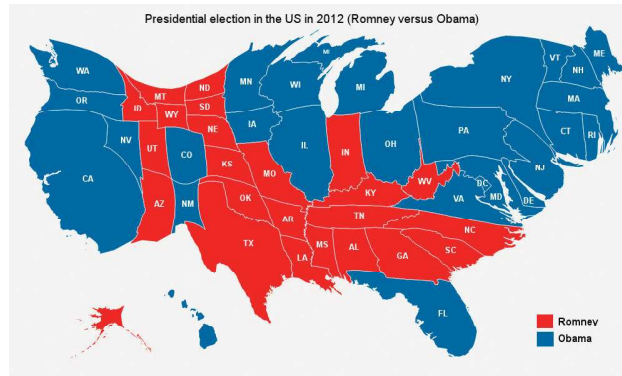 Presidential election in the US in 2012 (Romney versus Obama)
MI
WA
MT
ND
MN
WI
MI
NY
VT
NH
ME
OR
ID
WY
SD
MA
NV
UT
NE
IA
IL
IN
OH
PA
CT
RI
CA
CO
KS
MO
KY
WV
NJ
VA
DC
MD
DE
AZ
NM
OK
AR
TN
NC
TX
LA
MS
AL
GA
SC
FL
Romney
Obama